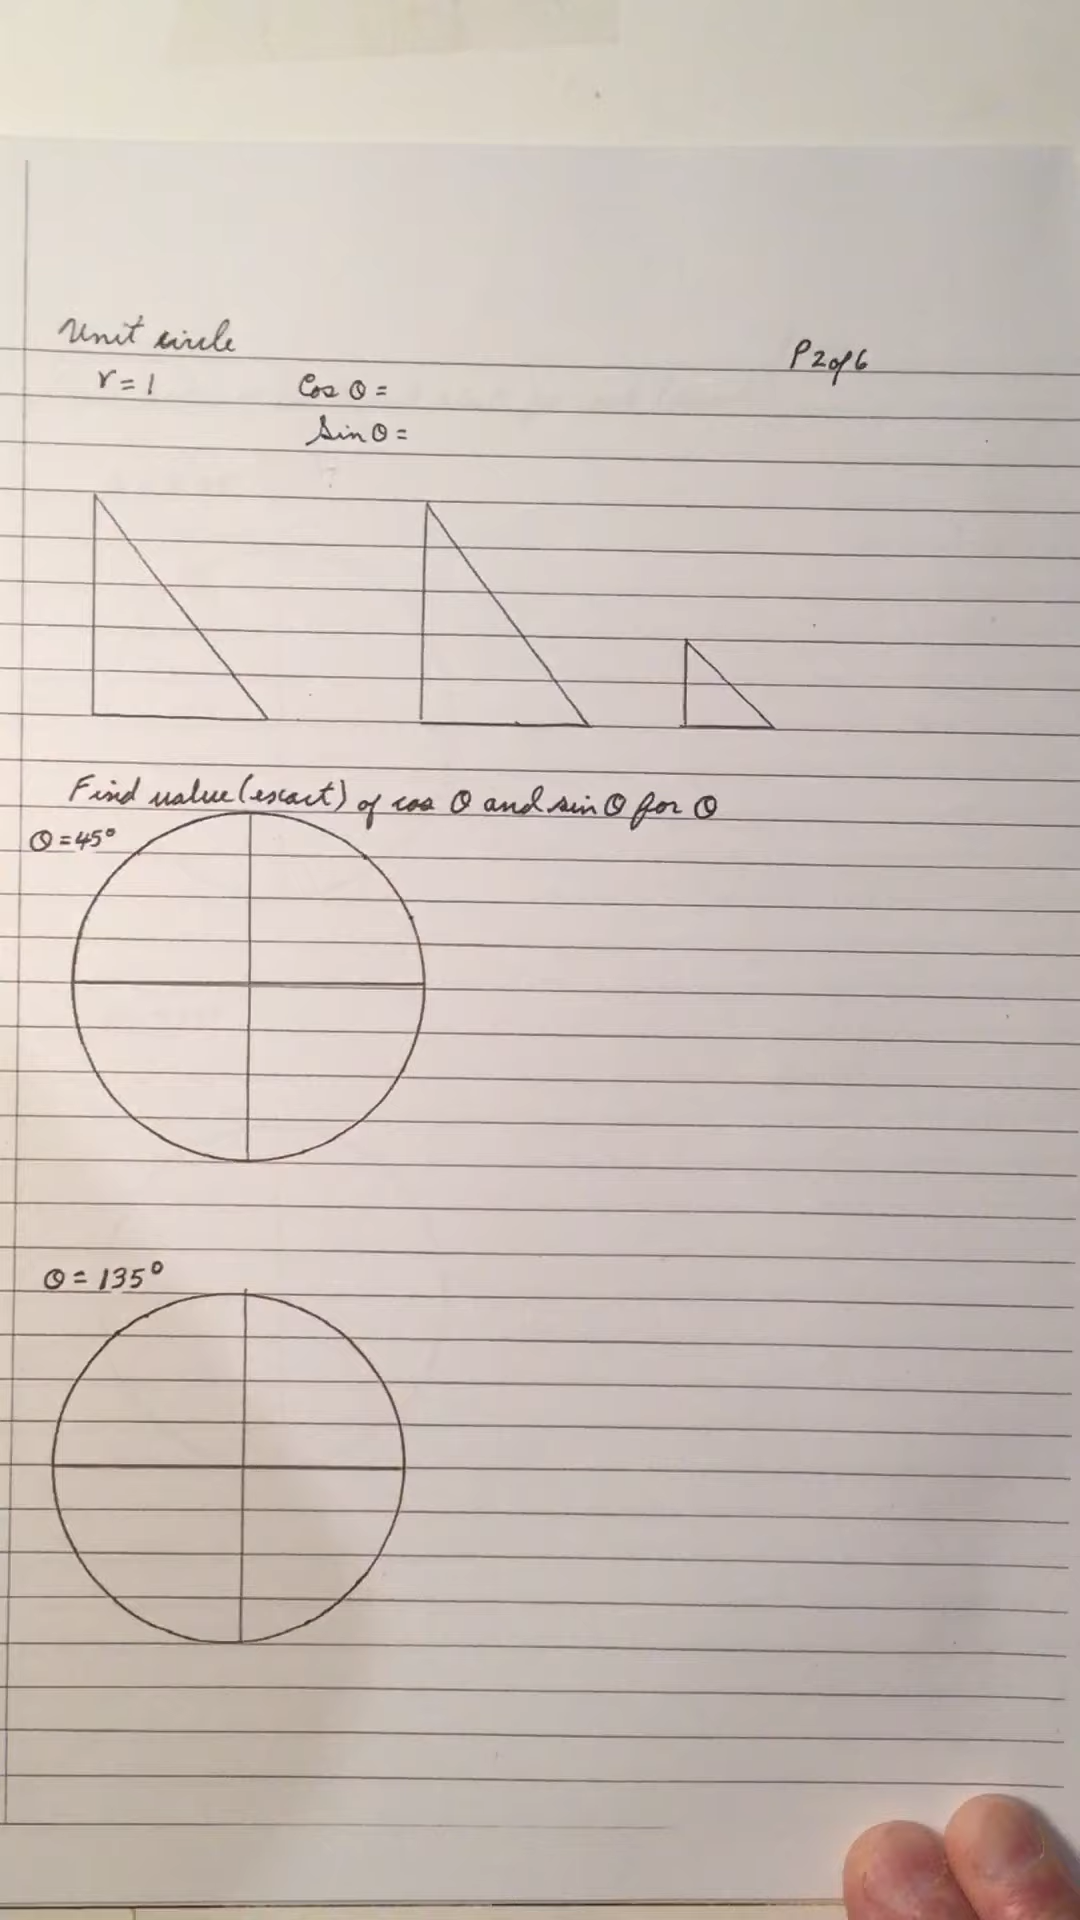 Unit circle
P2of6
r = 1 Cos θ =
Sin θ =
Find value (exact) of cos θ and sin θ for θ
θ = 45°
θ = 135°